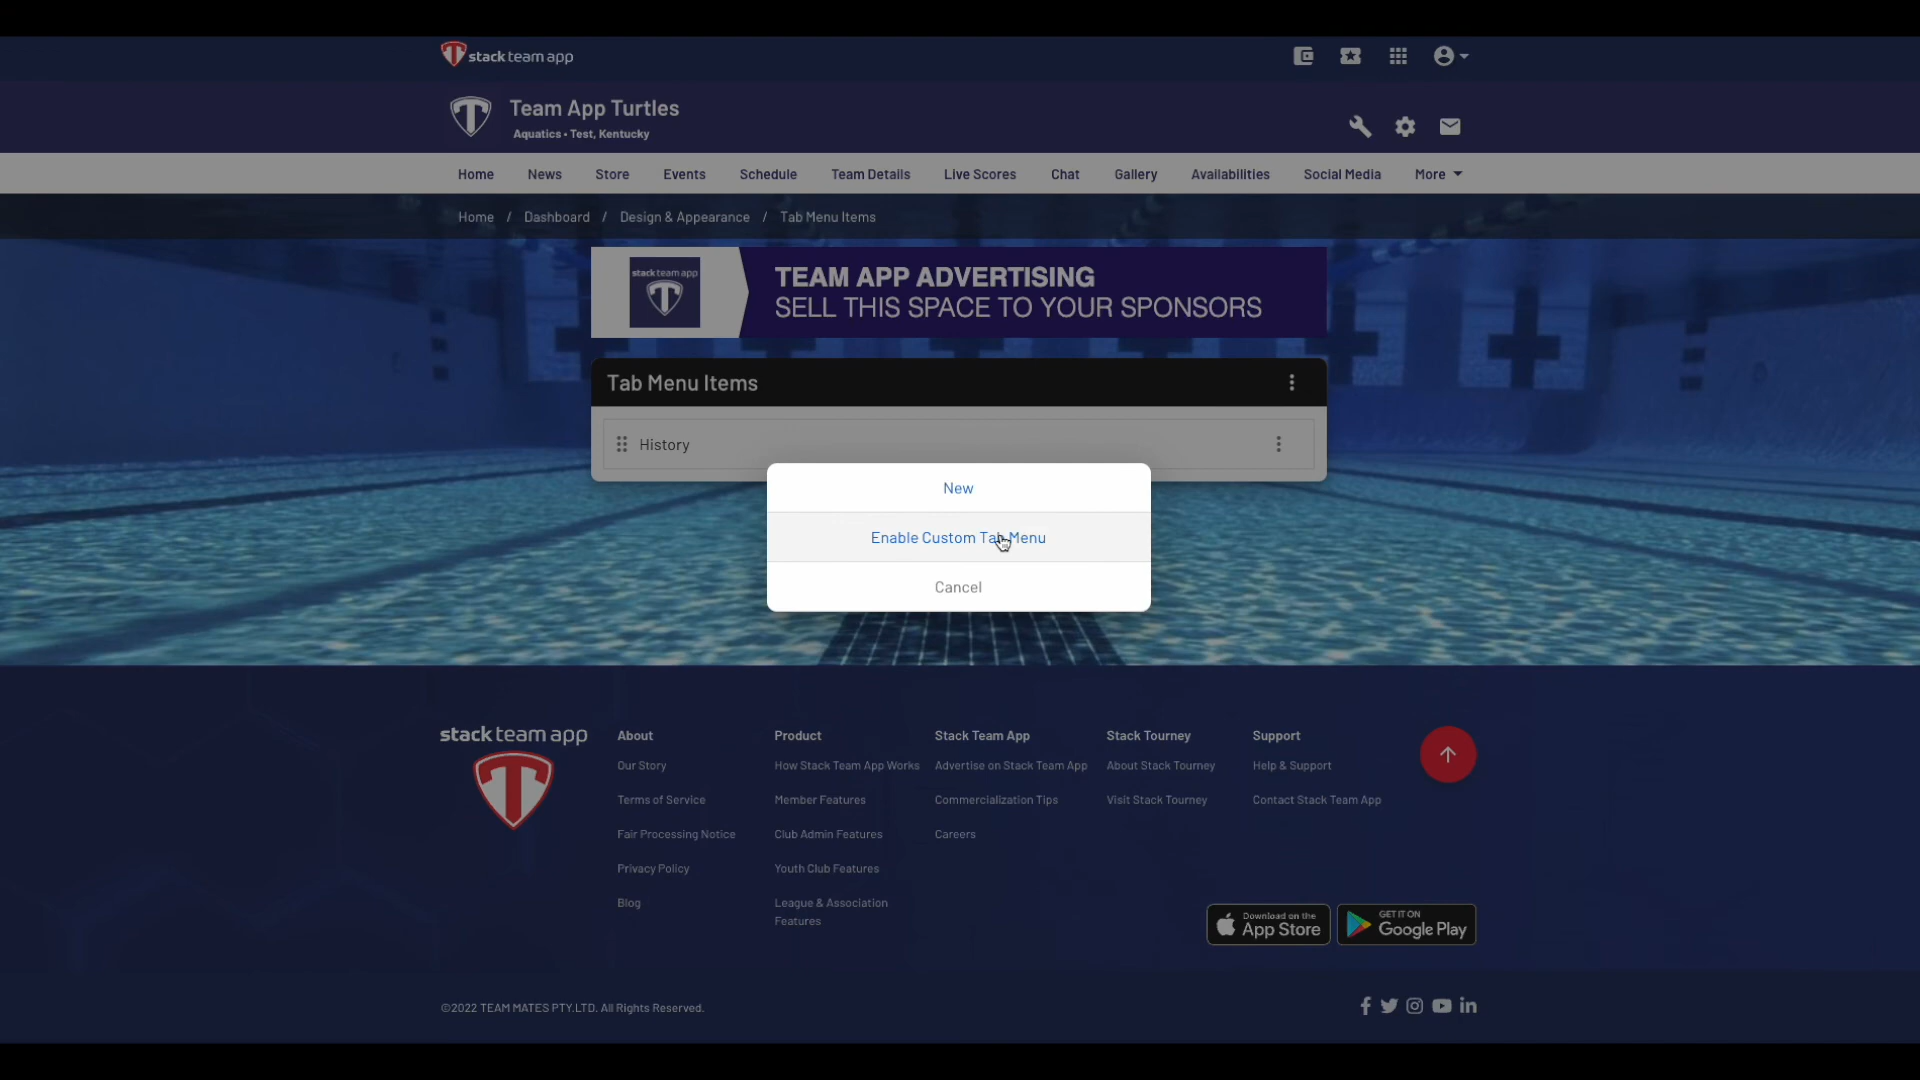 stack team app
Team App Turtles
Aquatics • Test, Kentucky
Home News Store Events Schedule Team Details Live Scores Chat Gallery Availabilities Social Media More
Home / Dashboard / Design & Appearance / Tab Menu Items
stack team app
TEAM APP ADVERTISING
SELL THIS SPACE TO YOUR SPONSORS
Tab Menu Items
History
New
Enable Custom Tab Menu
Cancel
stack team app
About
Our Story
Terms of Service
Fair Processing Notice
Privacy Policy
Blog
Product
How Stack Team App Works
Member Features
Club Admin Features
Youth Club Features
League & Association
Features
Stack Team App
Advertise on Stack Team App
Commercialization Tips
Careers
Stack Tourney
About Stack Tourney
Visit Stack Tourney
Support
Help & Support
Contact Stack Team App
Download on the
App Store
GET IT ON
Google Play
©2022 TEAM MATES PTY.LTD. All Rights Reserved.